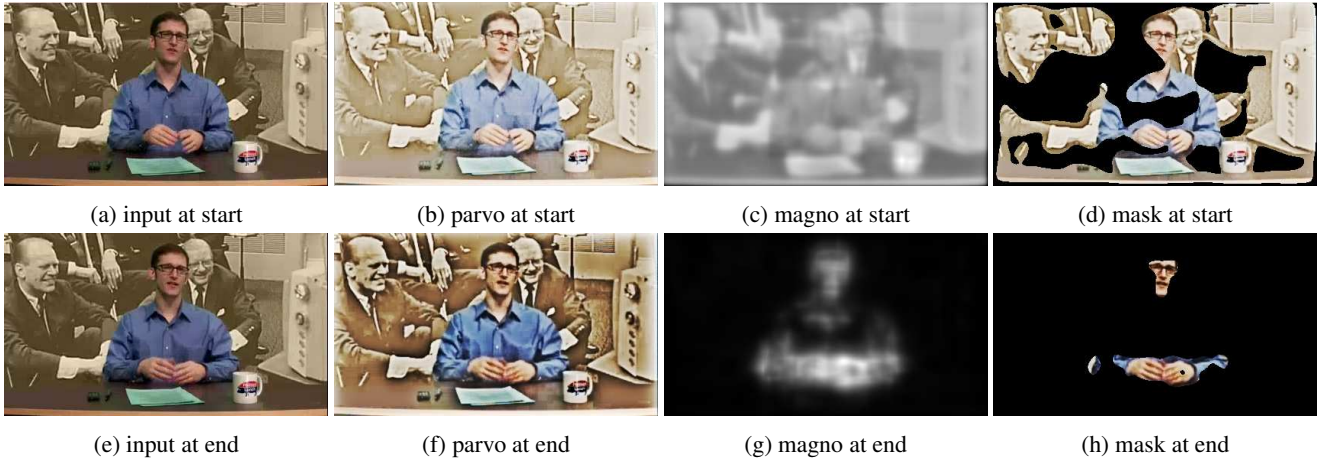 (a) input at start
(b) parvo at start
(c) magno at start
(d) mask at start
(e) input at end
(f) parvo at end
(g) magno at end
(h) mask at end